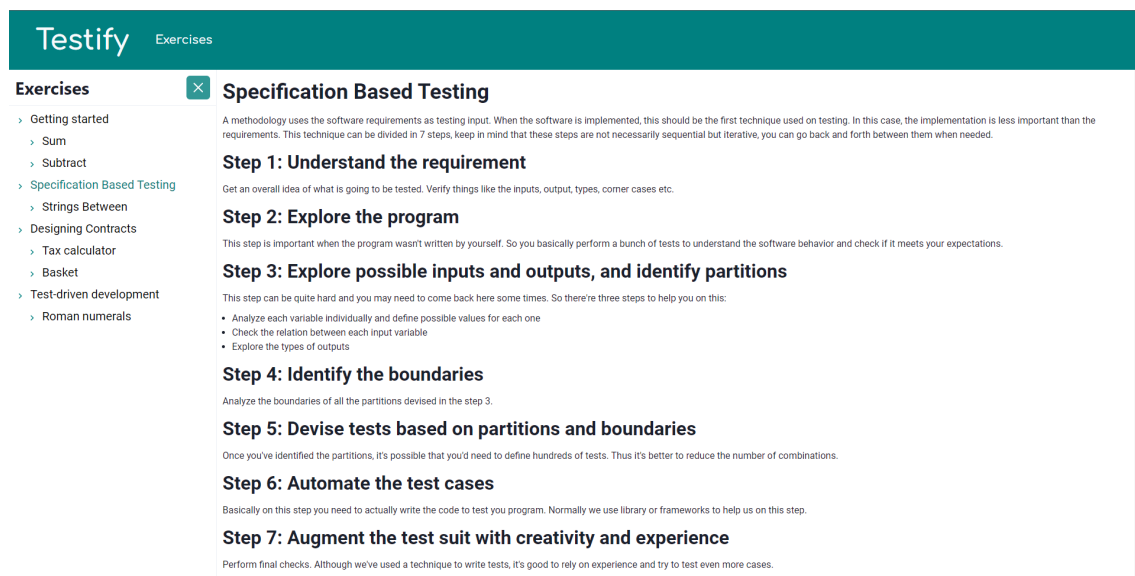 Testify
Exercises
Exercises
Getting started
Sum
Subtract
Specification Based Testing
Strings Between
Designing Contracts
Tax calculator
Basket
Test-driven development
Roman numerals
Specification Based Testing
A methodology uses the software requirements as testing input. When the software is implemented, this should be the first technique used on testing. In this case, the implementation is less important than the
requirements. This technique can be divided in 7 steps, keep in mind that these steps are not necessarily sequential but iterative, you can go back and forth between them when needed.
Step 1: Understand the requirement
Get an overall idea of what is going to be tested. Verify things like the inputs, output, types, corner cases etc.
Step 2: Explore the program
This step is important when the program wasn't written by yourself. So you basically perform a bunch of tests to understand the software behavior and check if it meets your expectations.
Step 3: Explore possible inputs and outputs, and identify partitions
This step can be quite hard and you may need to come back here some times. So there're three steps to help you on this:
• Analyze each variable individually and define possible values for each one
• Check the relation between each input variable
• Explore the types of outputs
Step 4: Identify the boundaries
Analyze the boundaries of all the partitions devised in the step 3.
Step 5: Devise tests based on partitions and boundaries
Once you've identified the partitions, it's possible that you'd need to define hundreds of tests. Thus it's better to reduce the number of combinations.
Step 6: Automate the test cases
Basically on this step you need to actually write the code to test you program. Normally we use library or frameworks to help us on this step.
Step 7: Augment the test suit with creativity and experience
Perform final checks. Although we've used a technique to write tests, it's good to rely on experience and try to test even more cases.